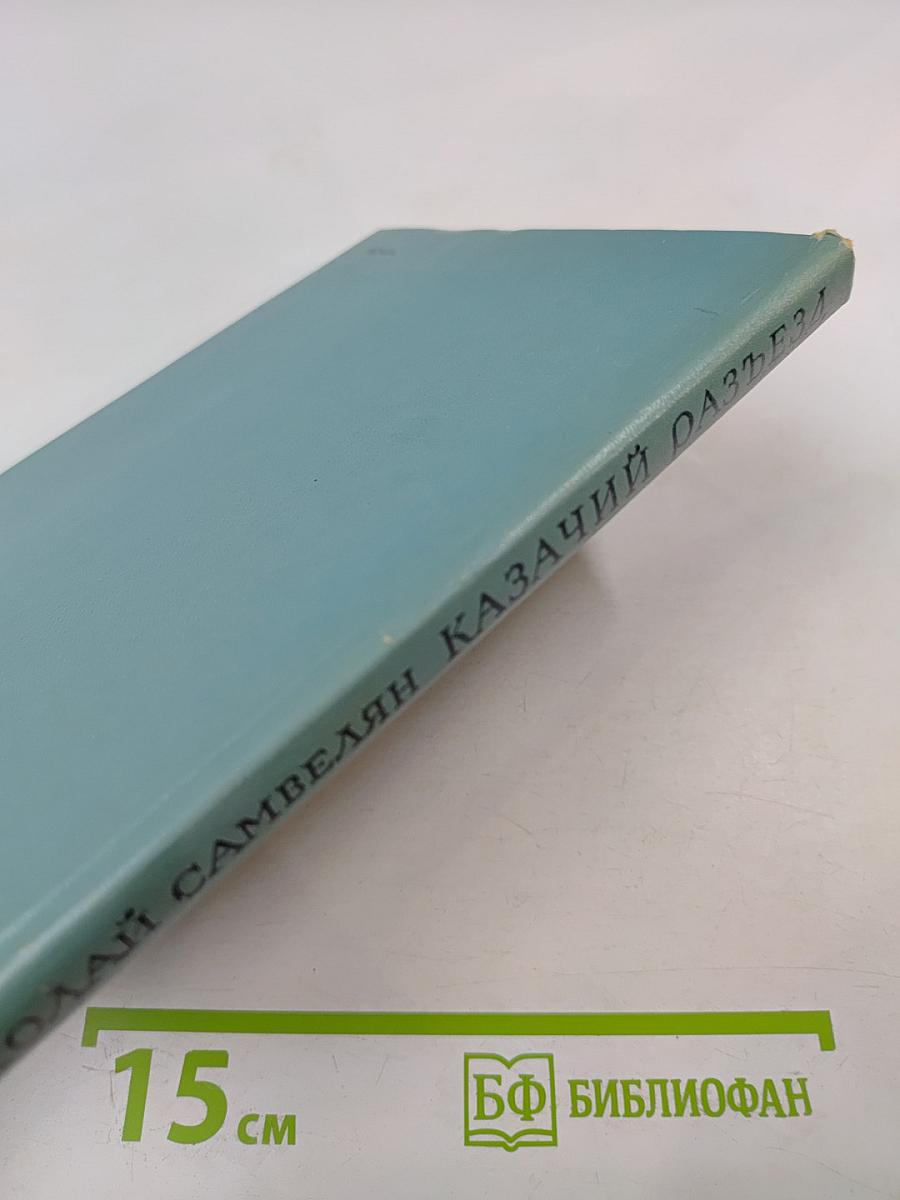 ОЛАЙ САМВЕЛЯН КАЗАЧИЙ РАЗЪЕЗД
15 см
БФ БИБЛИОФАН